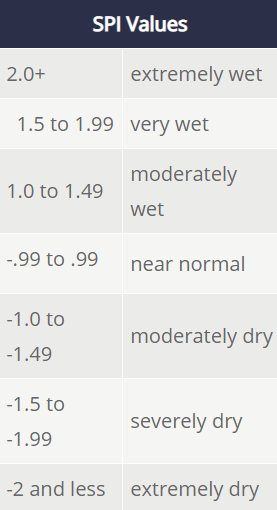 SPI Values
2.0+ extremely wet
1.5 to 1.99 very wet
1.0 to 1.49 moderately
wet
-.99 to .99 near normal
-1.0 to
-1.49 moderately dry
-1.5 to
-1.99 severely dry
-2 and less extremely dry